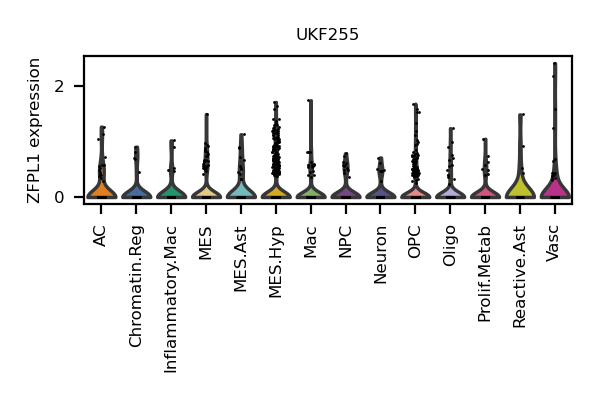 UKF255
ZFPL1 expression
2
0
AC
Chromatin.Reg
Inflammatory.Mac
MES
MES.Ast
MES.Hyp
Mac
NPC
Neuron
OPC
Oligo
Prolif.Metab
Reactive.Ast
Vasc